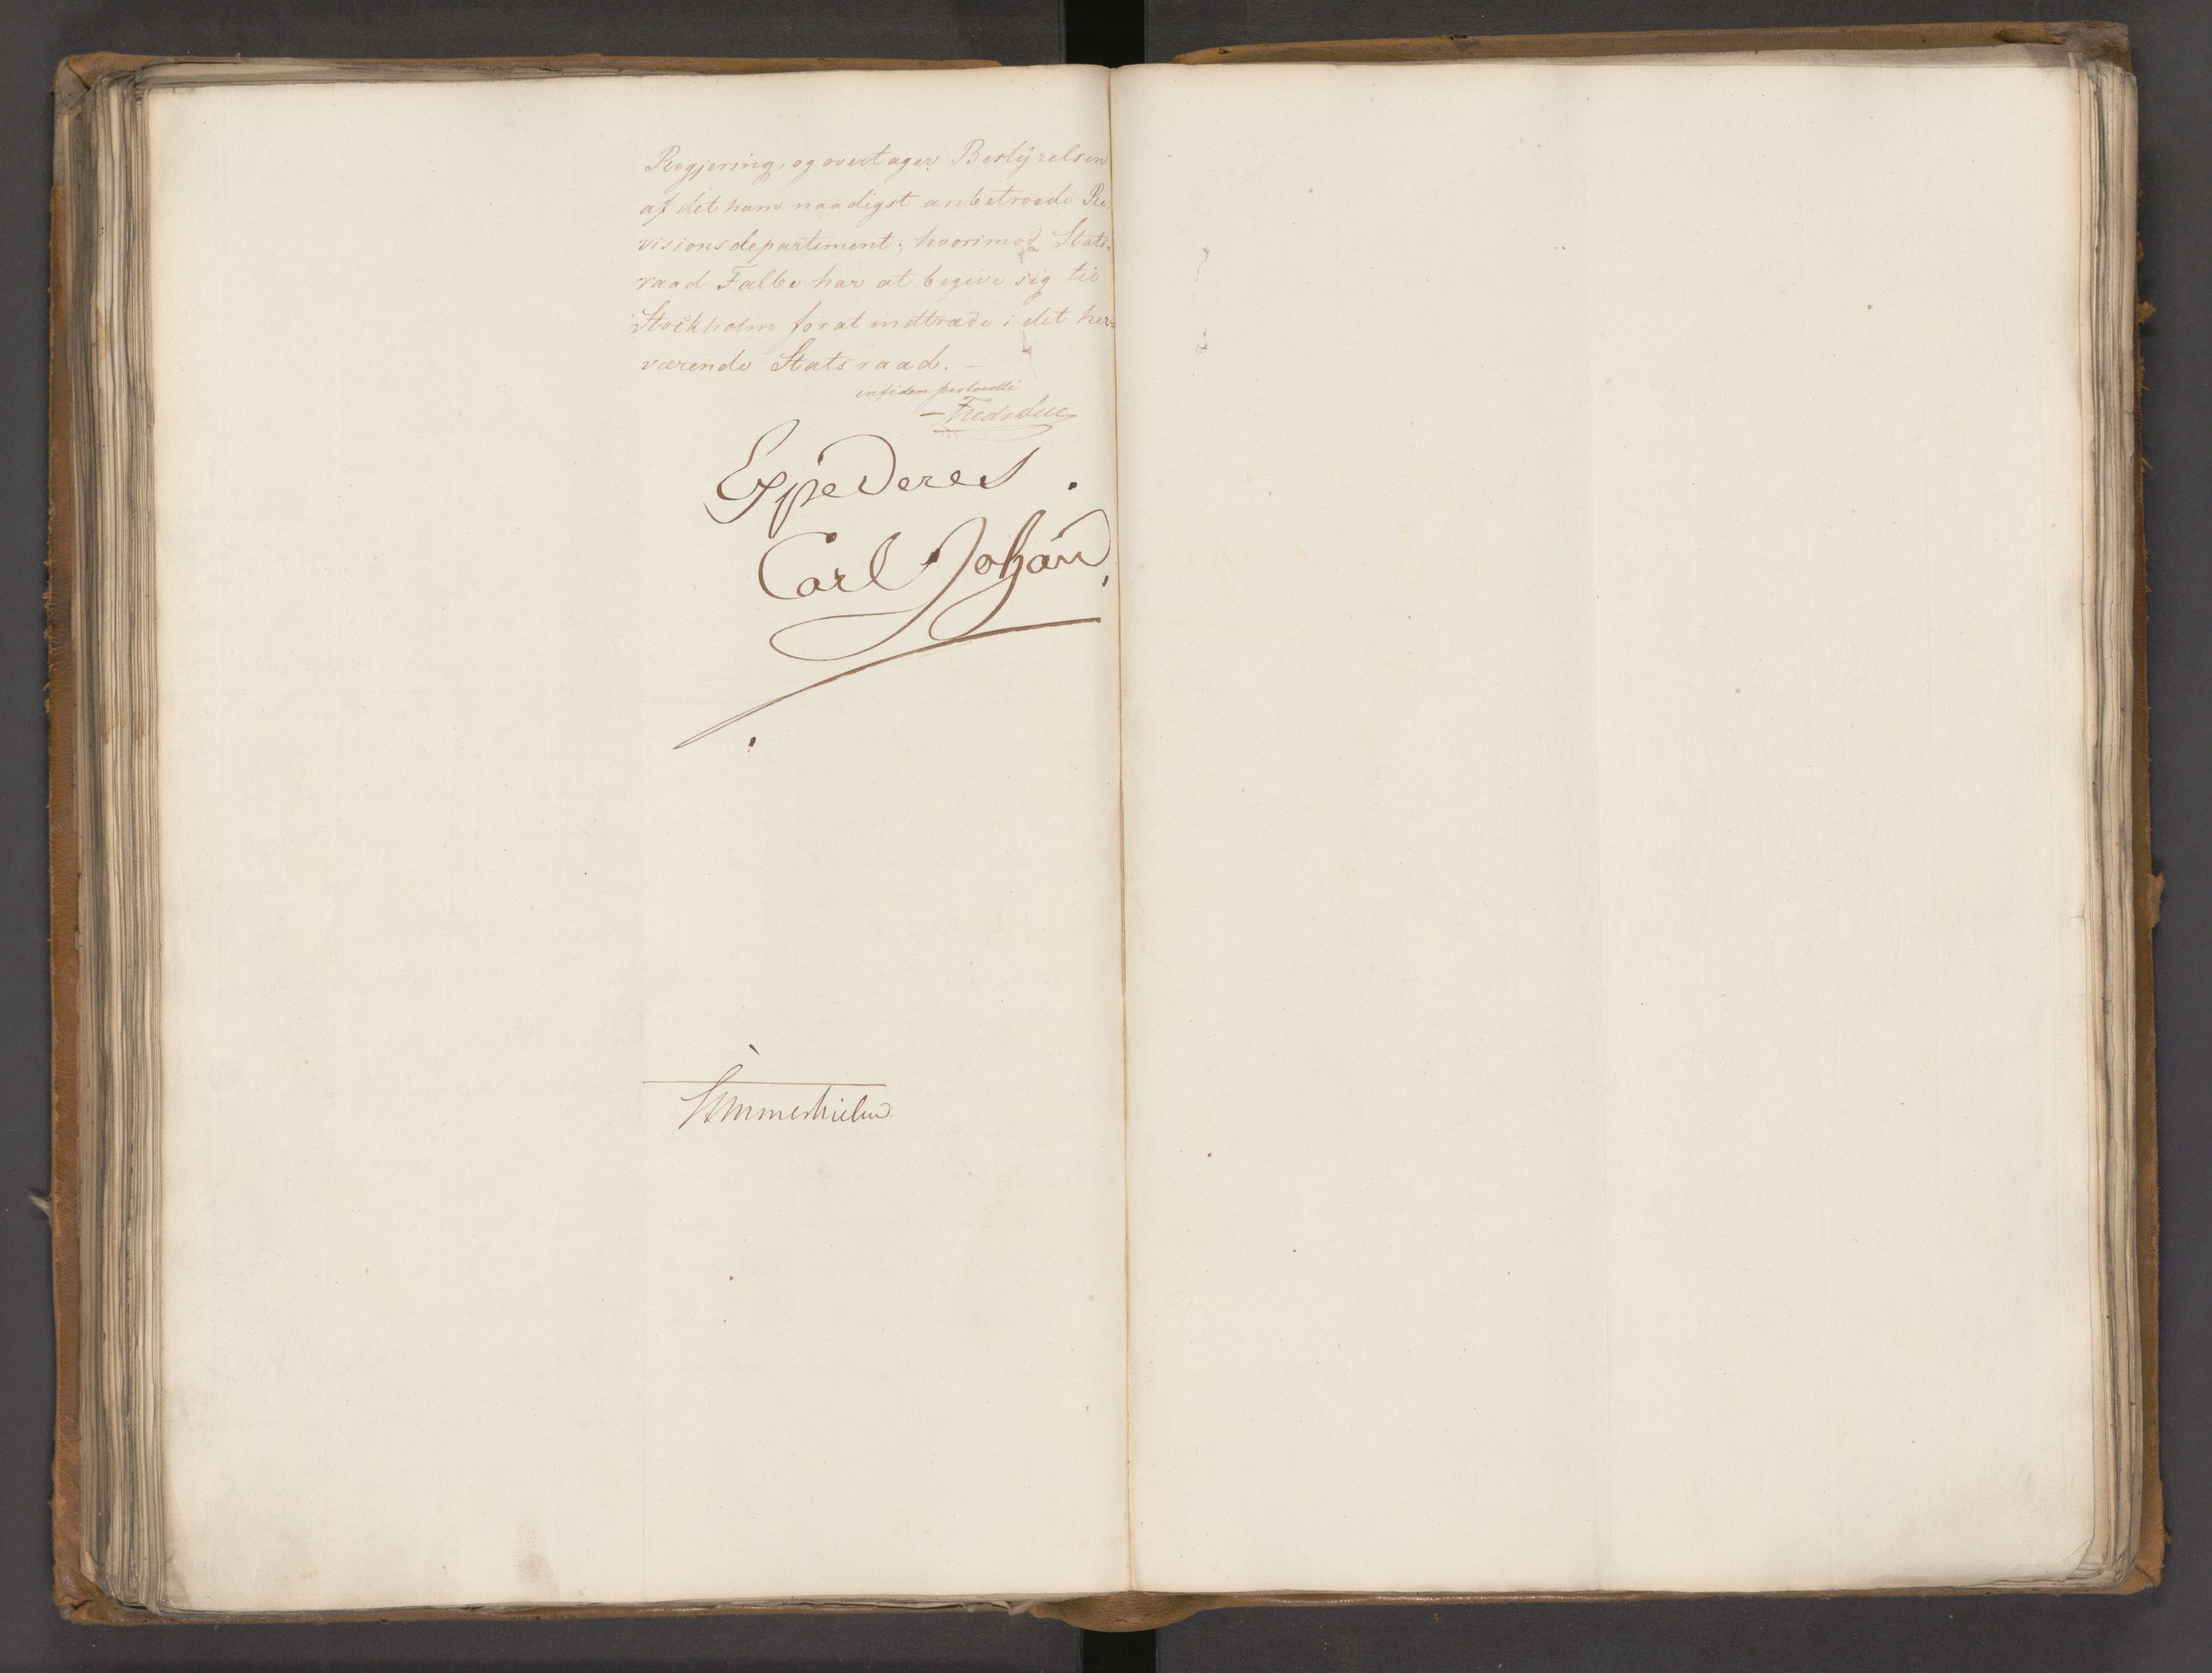 Regjering, og overtager Bestÿrelsen
af det ham naadigst anbetroede Re-
visionsdepartement; hvorimod Stats-
raad Falbe har at begive sig til
Stockholm for at indtræde i det her-
værende Statsraad. —
in fidem protocolli
Expederes.
Carl Johan